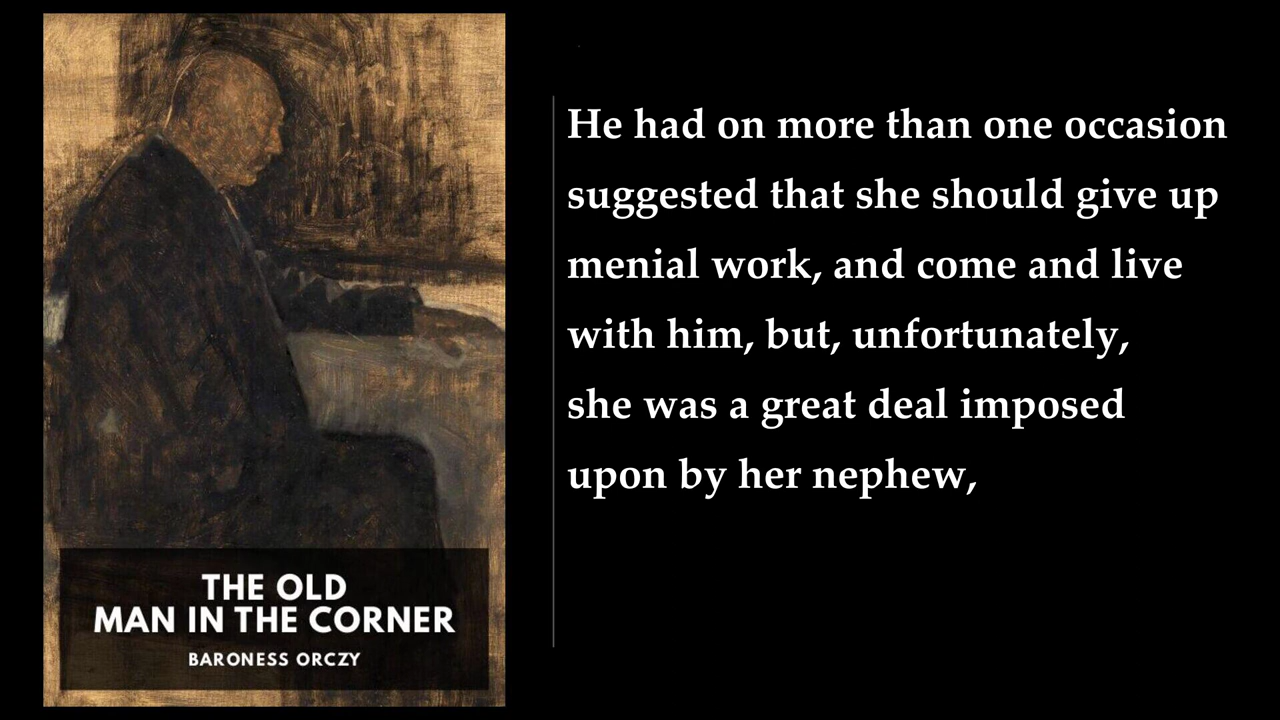 THE OLD
MAN IN THE CORNER
BARONESS ORCZY
He had on more than one occasion
suggested that she should give up
menial work, and come and live
with him, but, unfortunately,
she was a great deal imposed
upon by her nephew,